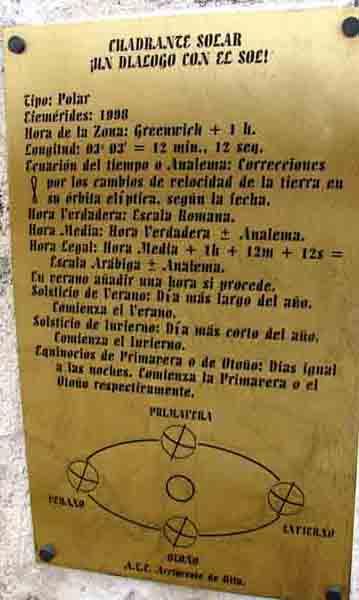 CUADRANTE SOLAR
¡UN DIALOGO CON EL SOL!
Tipo: Polar
Efemérides: 1998
Hora de la Zona: Greenwich + 1 h.
Longitud: 03º 03' = 12 min., 12 seg.
Ecuación del tiempo o Analema: Correcciones
por los cambios de velocidad de la tierra en
su órbita elíptica, según la fecha.
Hora Verdadera: Escala Romana.
Hora Media: Hora Verdadera ± Analema.
Hora Legal: Hora Media + 1h + 12m + 12s =
Escala Arábiga ± Analema.
En verano añadir una hora si procede.
Solsticio de Verano: Día más largo del año.
Comienza el Verano.
Solsticio de Invierno: Día más corto del año.
Comienza el Invierno.
Equinocios de Primavera o de Otoño: Días igual
a las noches. Comienza la Primavera o el
Otoño respectivamente.
PRIMAVERA
VERANO
INVIERNO
OTOÑO